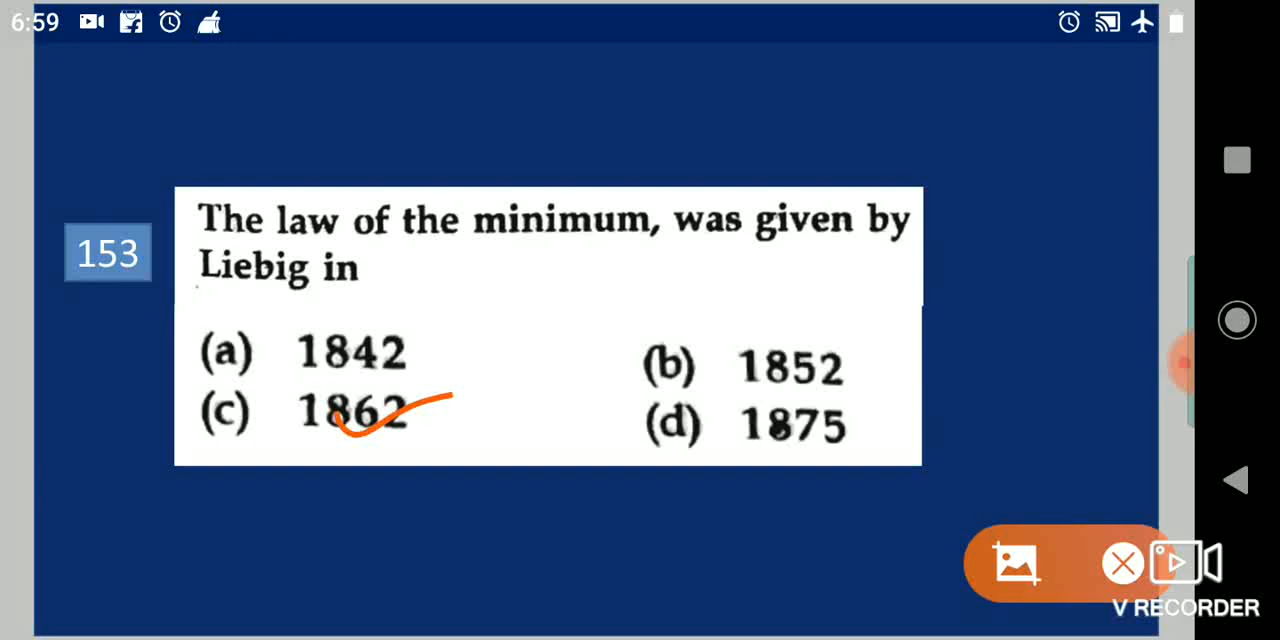 6:59
153
The law of the minimum, was given by
Liebig in
(a) 1842
(b) 1852
(c) 1862
(d) 1875
V RECORDER